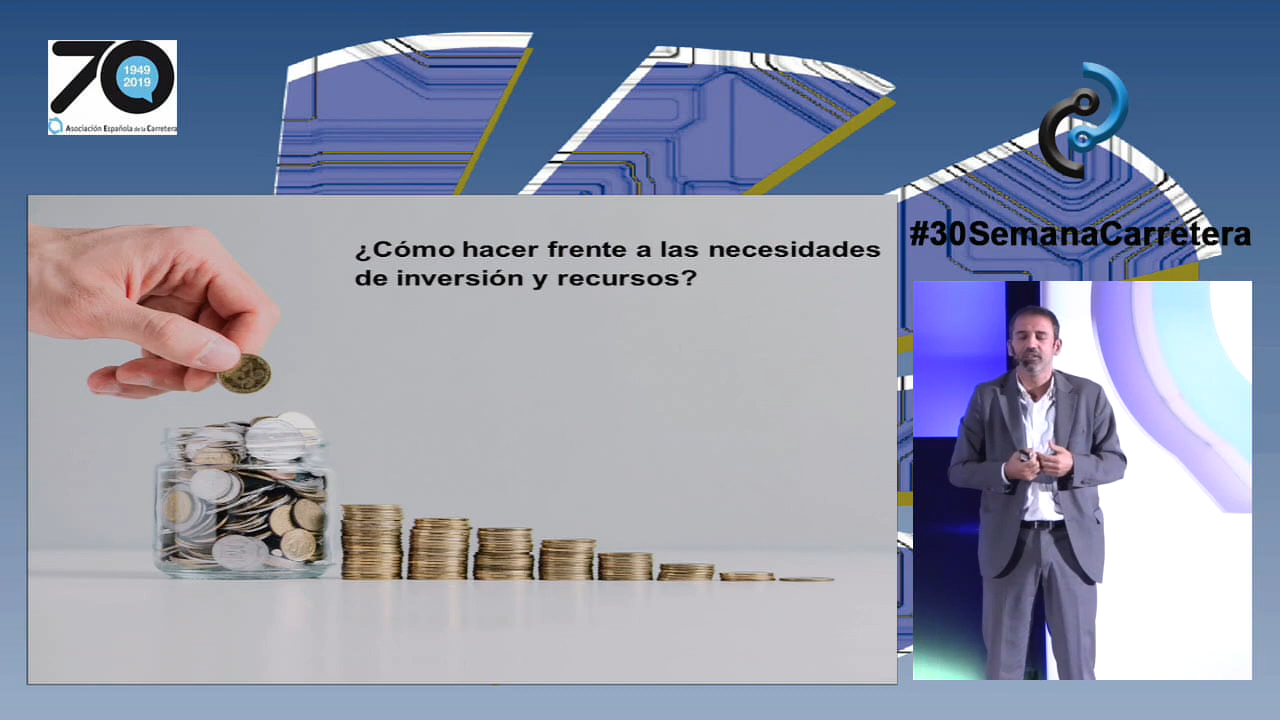 70
1949
2019
Asociación Española de la Carretera
¿Cómo hacer frente a las necesidades
de inversión y recursos?
#30SemanaCarretera